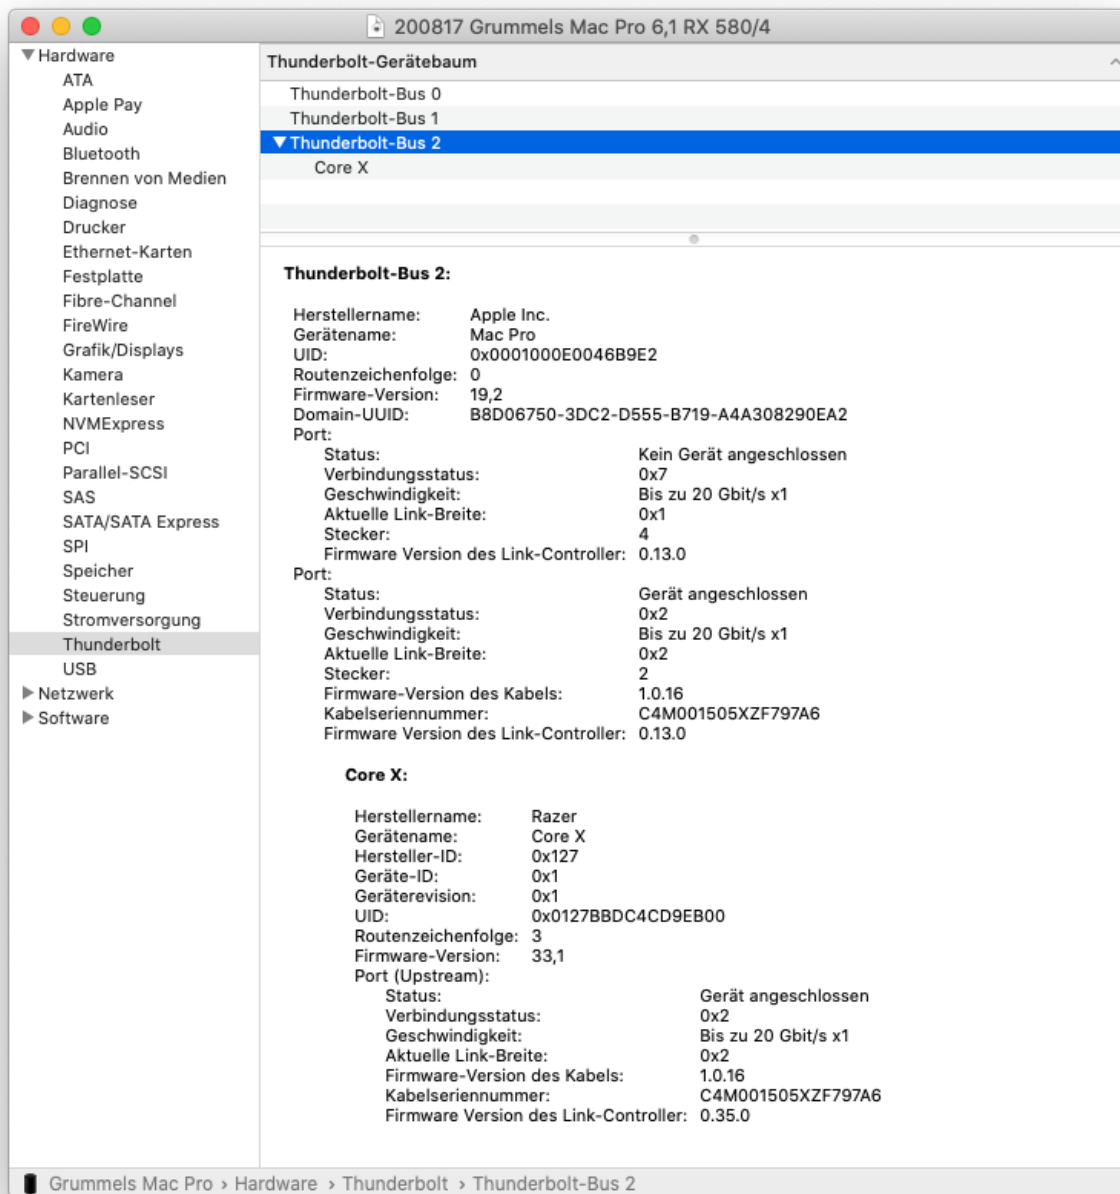 200817 Grummels Mac Pro 6,1 RX 580/4
Hardware
ATA
Apple Pay
Audio
Bluetooth
Brennen von Medien
Diagnose
Drucker
Ethernet-Karten
Festplatte
Fibre-Channel
FireWire
Grafik/Displays
Kamera
Kartenleser
NVMExpress
PCI
Parallel-SCSI
SAS
SATA/SATA Express
SPI
Speicher
Steuerung
Stromversorgung
Thunderbolt
USB
Netzwerk
Software
Thunderbolt-Gerätebaum
Thunderbolt-Bus 0
Thunderbolt-Bus 1
Thunderbolt-Bus 2
Core X
Thunderbolt-Bus 2:
Herstellername: Apple Inc.
Gerätename: Mac Pro
UID: 0x0001000E0046B9E2
Routenzeichenfolge: 0
Firmware-Version: 19,2
Domain-UUID: B8D06750-3DC2-D555-B719-A4A308290EA2
Port:
Status: Kein Gerät angeschlossen
Verbindungsstatus: 0x7
Geschwindigkeit: Bis zu 20 Gbit/s x1
Aktuelle Link-Breite: 0x1
Stecker: 4
Firmware Version des Link-Controller: 0.13.0
Port:
Status: Gerät angeschlossen
Verbindungsstatus: 0x2
Geschwindigkeit: Bis zu 20 Gbit/s x1
Aktuelle Link-Breite: 0x2
Stecker: 2
Firmware-Version des Kabels: 1.0.16
Kabelseriennummer: C4M001505XZF797A6
Firmware Version des Link-Controller: 0.13.0
Core X:
Herstellername: Razer
Gerätename: Core X
Hersteller-ID: 0x127
Geräte-ID: 0x1
Geräterevision: 0x1
UID: 0x0127BBDC4CD9EB00
Routenzeichenfolge: 3
Firmware-Version: 33,1
Port (Upstream):
Status: Gerät angeschlossen
Verbindungsstatus: 0x2
Geschwindigkeit: Bis zu 20 Gbit/s x1
Aktuelle Link-Breite: 0x2
Firmware-Version des Kabels: 1.0.16
Kabelseriennummer: C4M001505XZF797A6
Firmware Version des Link-Controller: 0.35.0
Grummels Mac Pro › Hardware › Thunderbolt › Thunderbolt-Bus 2